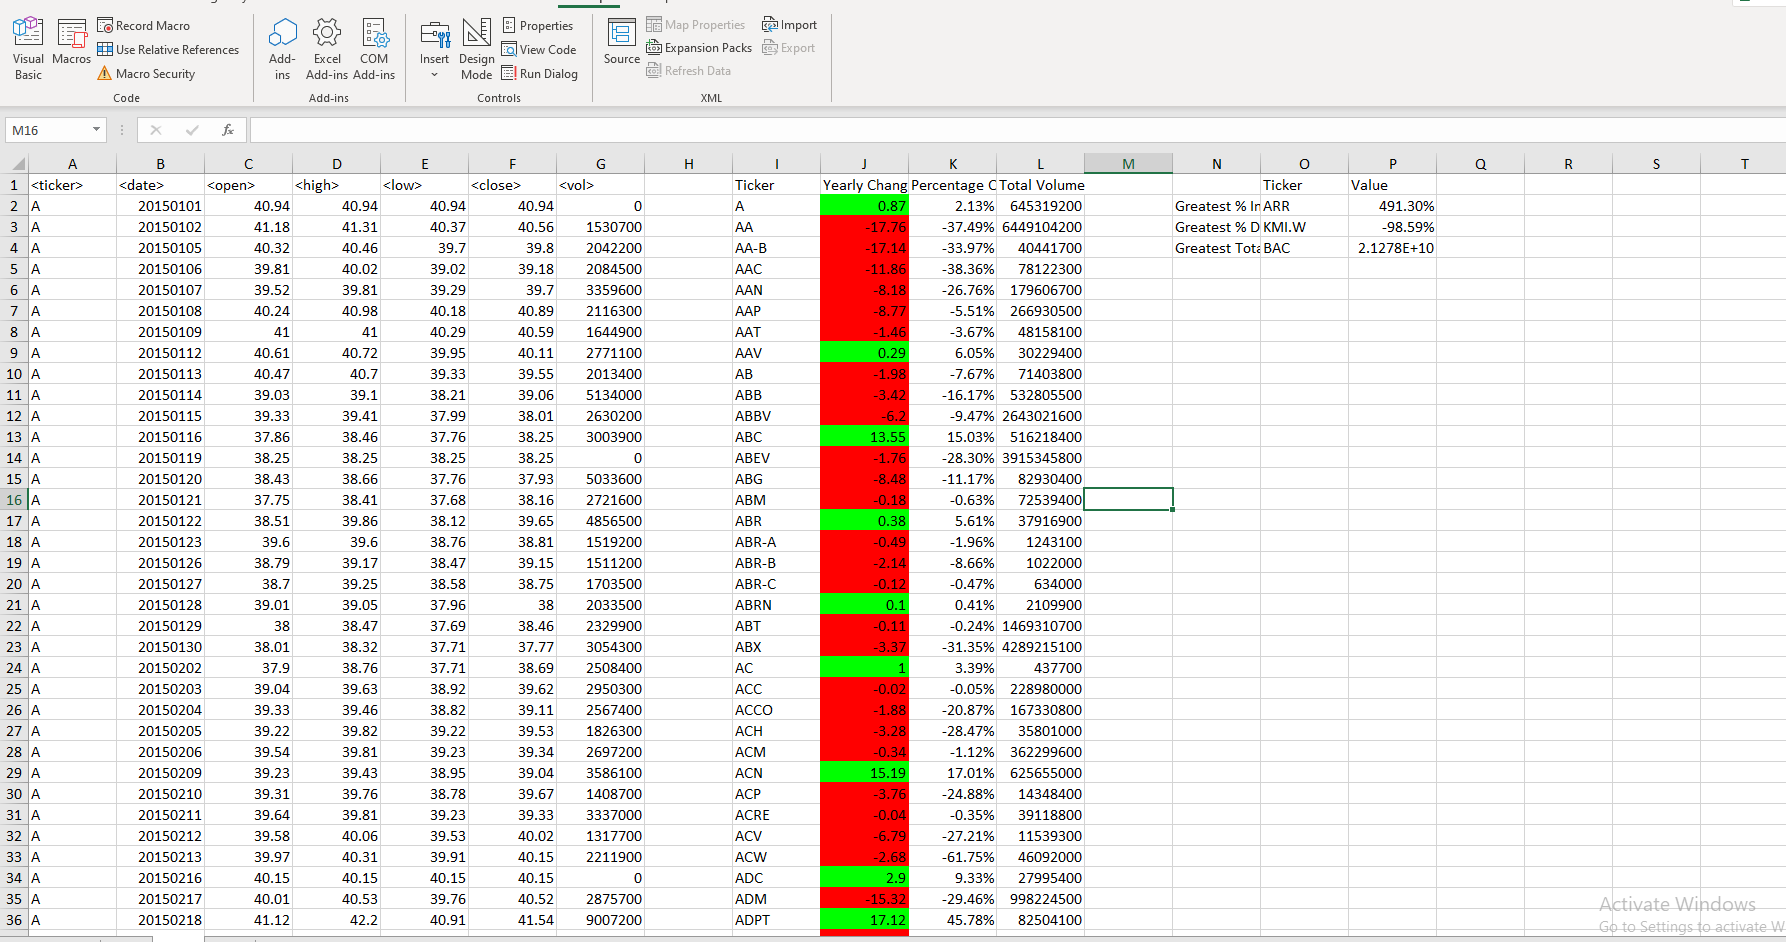 Visual Basic
Macros
Record Macro
Use Relative References
Macro Security
Code
Add-ins
Excel Add-ins
COM Add-ins
Add-ins
Insert
Design Mode
Properties
View Code
Run Dialog
Controls
Source
Map Properties
Expansion Packs
Refresh Data
Import
Export
XML
M16
fx
A B C D E F G H I J K L M N O P Q R S T
1 <ticker> <date> <open> <high> <low> <close> <vol> Ticker Yearly Chang Percentage C Total Volume Ticker Value
2 A 20150101 40.94 40.94 40.94 40.94 0 A 0.87 2.13% 645319200 Greatest % In ARR 491.30%
3 A 20150102 41.18 41.31 40.37 40.56 1530700 AA -17.76 -37.49% 6449104200 Greatest % D KMI.W -98.59%
4 A 20150105 40.32 40.46 39.7 39.8 2042200 AA-B -17.14 -33.97% 40441700 Greatest Tota BAC 2.1278E+10
5 A 20150106 39.81 40.02 39.02 39.18 2084500 AAC -11.86 -38.36% 78122300
6 A 20150107 39.52 39.81 39.29 39.7 3359600 AAN -8.18 -26.76% 179606700
7 A 20150108 40.24 40.98 40.18 40.89 2116300 AAP -8.77 -5.51% 266930500
8 A 20150109 41 41 40.29 40.59 1644900 AAT -1.46 -3.67% 48158100
9 A 20150112 40.61 40.72 39.95 40.11 2771100 AAV 0.29 6.05% 30229400
10 A 20150113 40.47 40.7 39.33 39.55 2013400 AB -1.98 -7.67% 71403800
11 A 20150114 39.03 39.1 38.21 39.06 5134000 ABB -3.42 -16.17% 532805500
12 A 20150115 39.33 39.41 37.99 38.01 2630200 ABBV -6.2 -9.47% 2643021600
13 A 20150116 37.86 38.46 37.76 38.25 3003900 ABC 13.55 15.03% 516218400
14 A 20150119 38.25 38.25 38.25 38.25 0 ABEV -1.76 -28.30% 3915345800
15 A 20150120 38.43 38.66 37.76 37.93 5033600 ABG -8.48 -11.17% 82930400
16 A 20150121 37.75 38.41 37.68 38.16 2721600 ABM -0.18 -0.63% 72539400
17 A 20150122 38.51 39.86 38.12 39.65 4856500 ABR 0.38 5.61% 37916900
18 A 20150123 39.6 39.6 38.76 38.81 1519200 ABR-A -0.49 -1.96% 1243100
19 A 20150126 38.79 39.17 38.47 39.15 1511200 ABR-B -2.14 -8.66% 1022000
20 A 20150127 38.7 39.25 38.58 38.75 1703500 ABR-C -0.12 -0.47% 634000
21 A 20150128 39.01 39.05 37.96 38 2033500 ABRN 0.1 0.41% 2109900
22 A 20150129 38 38.47 37.69 38.46 2329900 ABT -0.11 -0.24% 1469310700
23 A 20150130 38.01 38.32 37.71 37.77 3054300 ABX -3.37 -31.35% 4289215100
24 A 20150202 37.9 38.76 37.71 38.69 2508400 AC 1 3.39% 437700
25 A 20150203 39.04 39.63 38.92 39.62 2950300 ACC -0.02 -0.05% 228980000
26 A 20150204 39.33 39.46 38.82 39.11 2567400 ACCO -1.88 -20.87% 167330800
27 A 20150205 39.22 39.82 39.22 39.53 1826300 ACH -3.28 -28.47% 35801000
28 A 20150206 39.54 39.81 39.23 39.34 2697200 ACM -0.34 -1.12% 362299600
29 A 20150209 39.23 39.43 38.95 39.04 3586100 ACN 15.19 17.01% 625655000
30 A 20150210 39.31 39.76 38.78 39.67 1408700 ACP -3.76 -24.88% 14348400
31 A 20150211 39.64 39.81 39.23 39.33 3337000 ACRE -0.04 -0.35% 39118800
32 A 20150212 39.58 40.06 39.53 40.02 1317700 ACV -6.79 -27.21% 11539300
33 A 20150213 39.97 40.31 39.91 40.15 2211900 ACW -2.68 -61.75% 46092000
34 A 20150216 40.15 40.15 40.15 40.15 0 ADC 2.9 9.33% 27995400
35 A 20150217 40.01 40.53 39.76 40.52 2875700 ADM -15.32 -29.46% 998224500
36 A 20150218 41.12 42.2 40.91 41.54 9007200 ADPT 17.12 45.78% 82504100
Activate Windows
Go to Settings to activate W